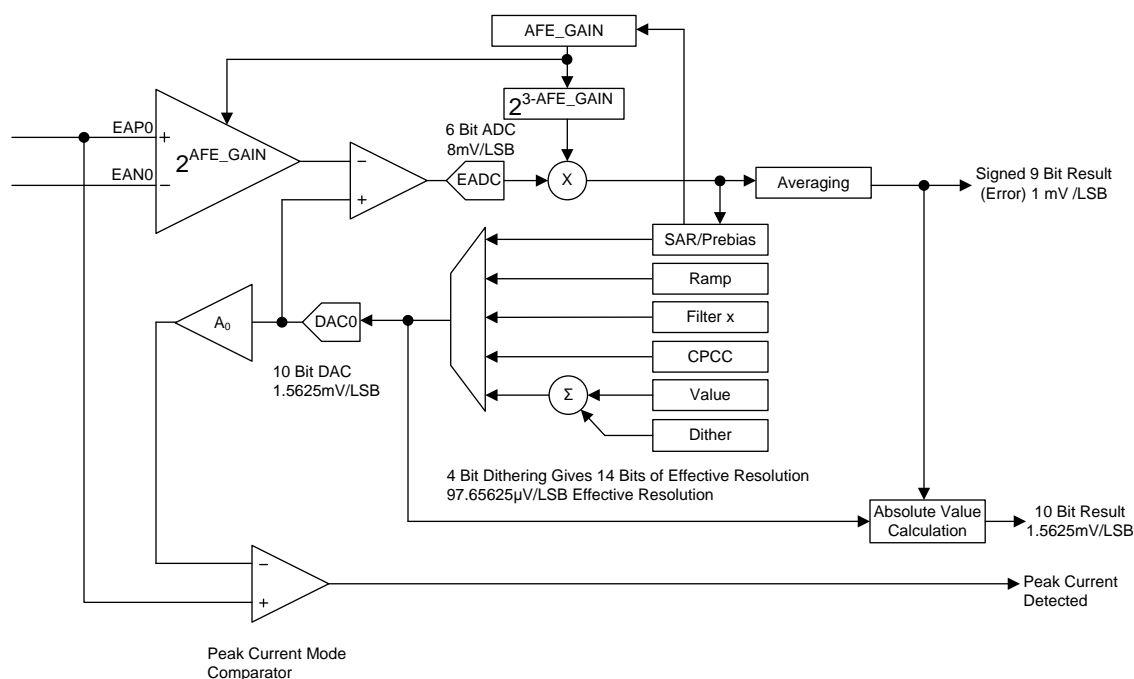 AFE_GAIN
2^3-AFE_GAIN
6 Bit ADC
8mV/LSB
EAP0
+
2^AFE_GAIN
EAN0
−
−
+
EADC
X
Averaging
Signed 9 Bit Result
(Error) 1 mV /LSB
SAR/Prebias
Ramp
Filter x
CPCC
Value
Dither
Σ
A₀
DAC0
10 Bit DAC
1.5625mV/LSB
4 Bit Dithering Gives 14 Bits of Effective Resolution
97.65625μV/LSB Effective Resolution
Absolute Value
Calculation
10 Bit Result
1.5625mV/LSB
−
+
Peak Current
Detected
Peak Current Mode
Comparator